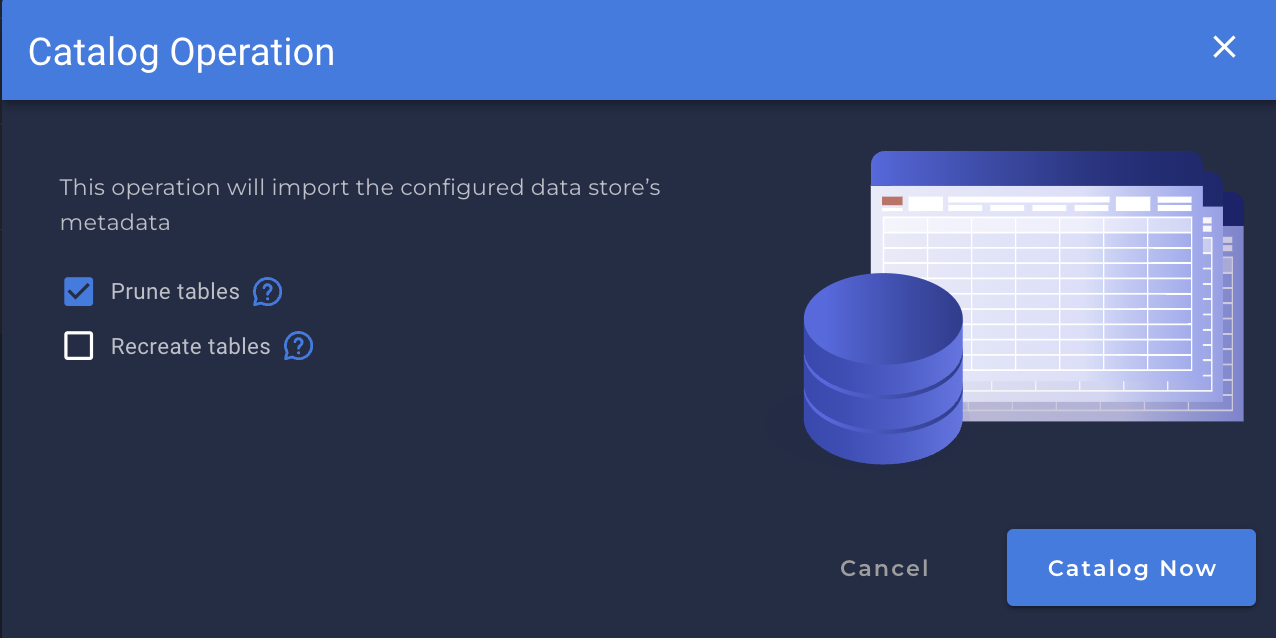 Catalog Operation
This operation will import the configured data store’s
metadata
Prune tables
Recreate tables
Cancel
Catalog Now